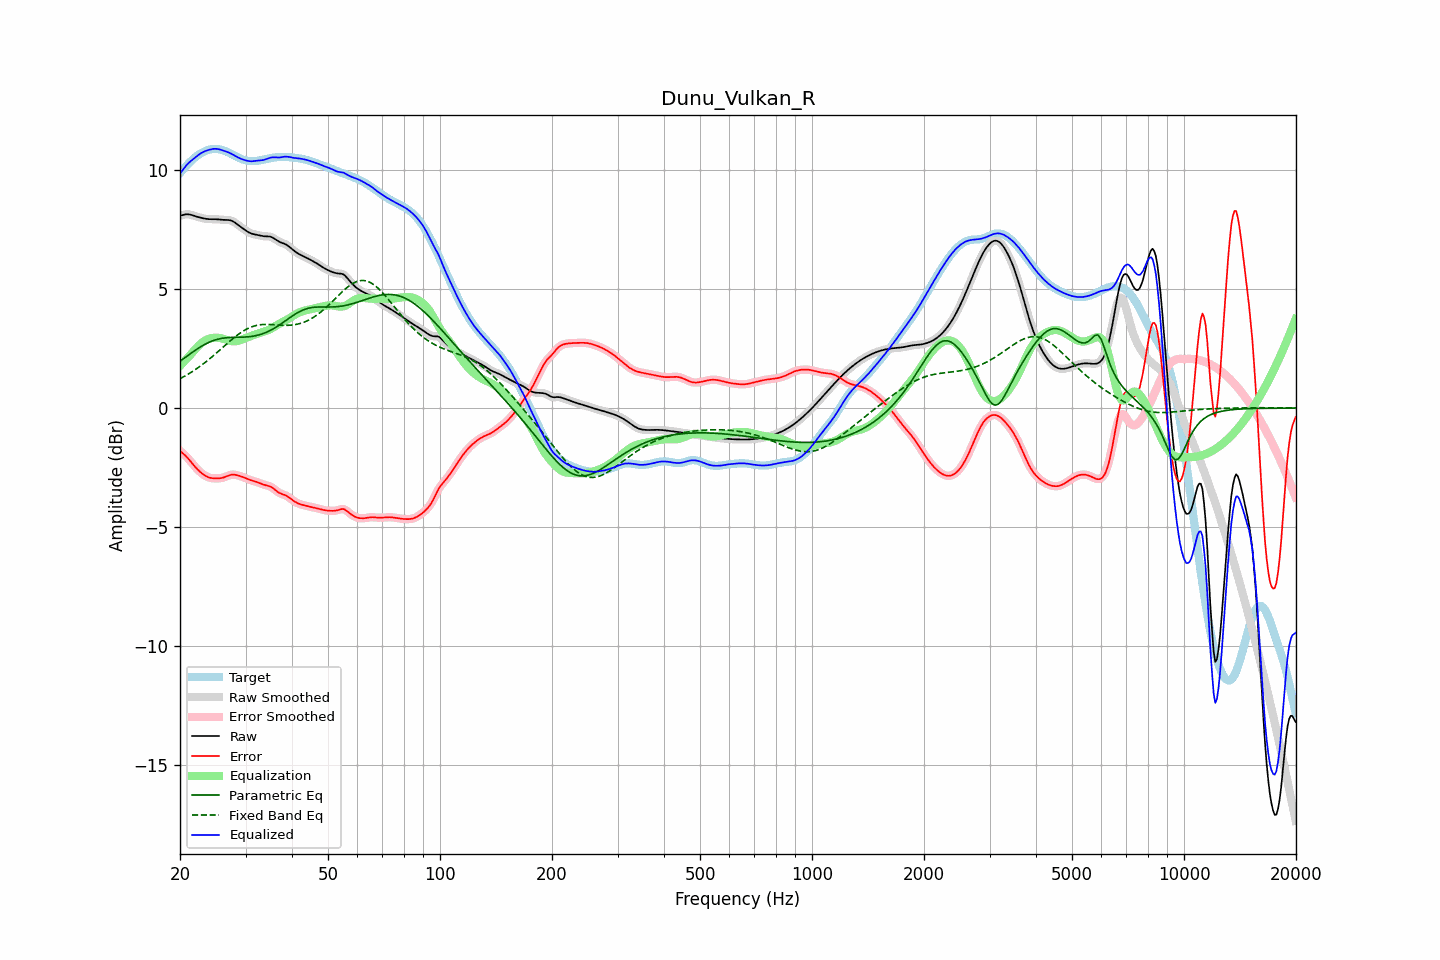 Dunu_Vulkan_R
Amplitude (dBr)
10
5
0
−5
−10
−15
Target
Raw Smoothed
Error Smoothed
Raw
Error
Equalization
Parametric Eq
Fixed Band Eq
Equalized
20
50
100
200
500
1000
2000
5000
10000
20000
Frequency (Hz)